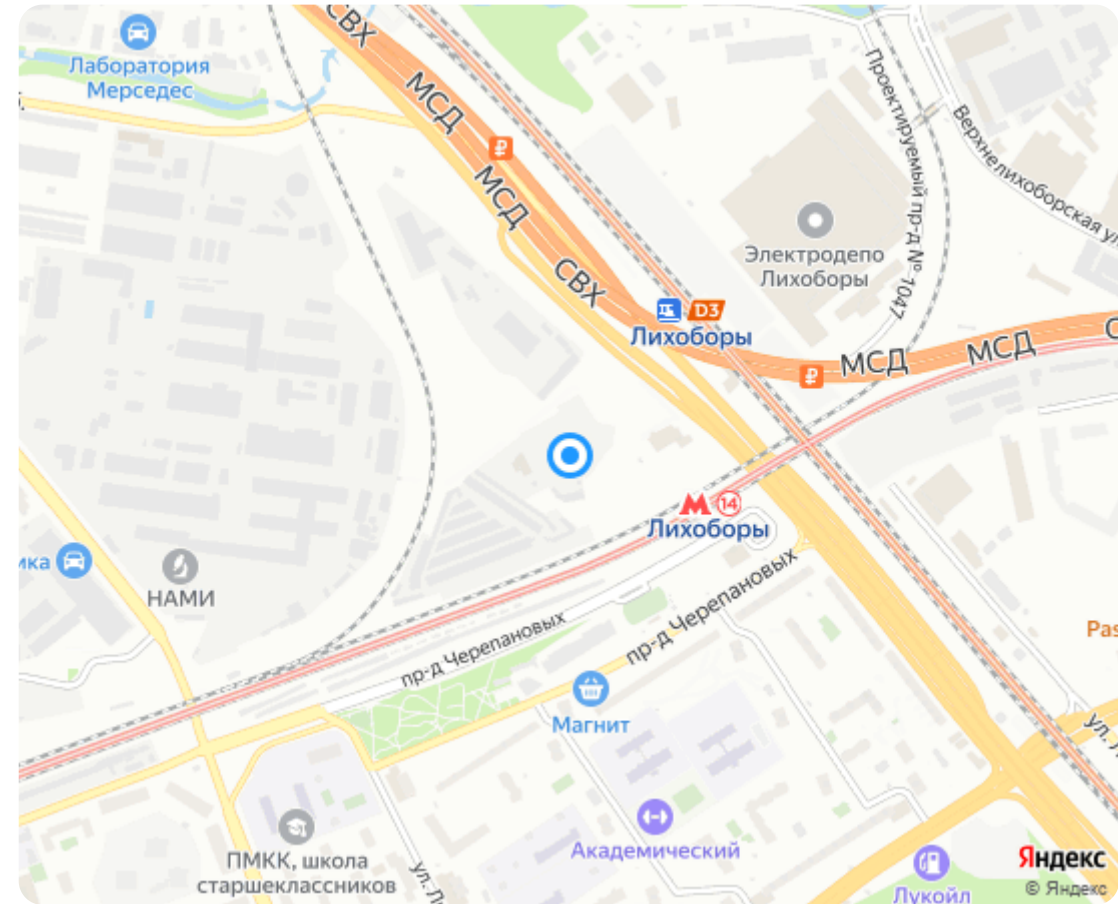 СВХ
Лаборатория
Мерседес
МСД
₽
МСД
Проектируемый пр-д № 1047
Верхнелихоборская ул.
Электродепо
Лихоборы
СВХ
D3
Лихоборы
МСД
МСД
₽
М 14
Лихоборы
НАМИ
пр-д Черепановых
пр-д Черепановых
Магнит
ПМКК, школа
старшеклассников
Академический
Лукойл
Яндекс
© Яндекс